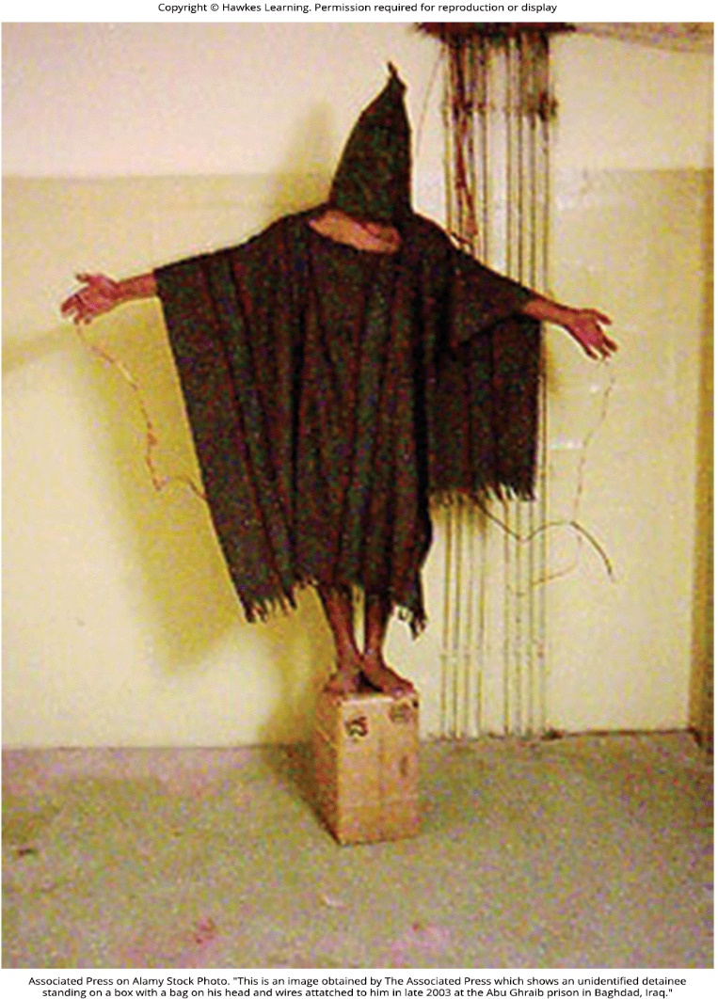 Copyright © Hawkes Learning. Permission required for reproduction or display
Associated Press on Alamy Stock Photo. "This is an image obtained by The Associated Press which shows an unidentified detainee
standing on a box with a bag on his head and wires attatched to him in late 2003 at the Abu Ghraib prison in Baghdad, Iraq."